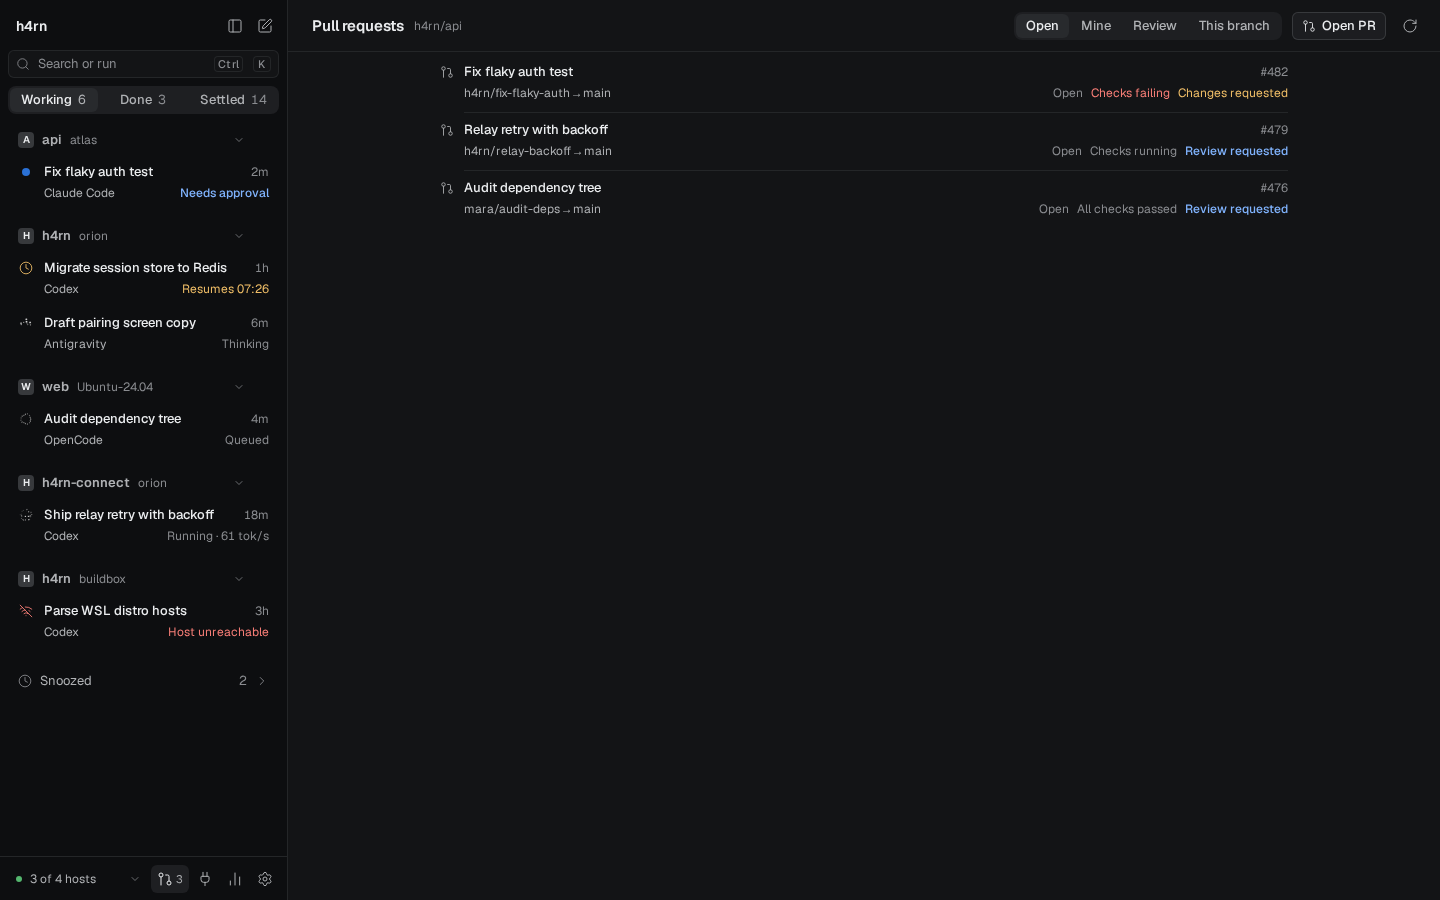 h4rn
Search or run Ctrl K
Working 6 Done 3 Settled 14
A api atlas
Fix flaky auth test 2m
Claude Code Needs approval
H h4rn orion
Migrate session store to Redis 1h
Codex Resumes 07:26
Draft pairing screen copy 6m
Antigravity Thinking
W web Ubuntu-24.04
Audit dependency tree 4m
OpenCode Queued
H h4rn-connect orion
Ship relay retry with backoff 18m
Codex Running · 61 tok/s
H h4rn buildbox
Parse WSL distro hosts 3h
Codex Host unreachable
Snoozed 2
3 of 4 hosts 3
Pull requests h4rn/api Open Mine Review This branch Open PR
Fix flaky auth test #482
h4rn/fix-flaky-auth→main Open Checks failing Changes requested
Relay retry with backoff #479
h4rn/relay-backoff→main Open Checks running Review requested
Audit dependency tree #476
mara/audit-deps→main Open All checks passed Review requested